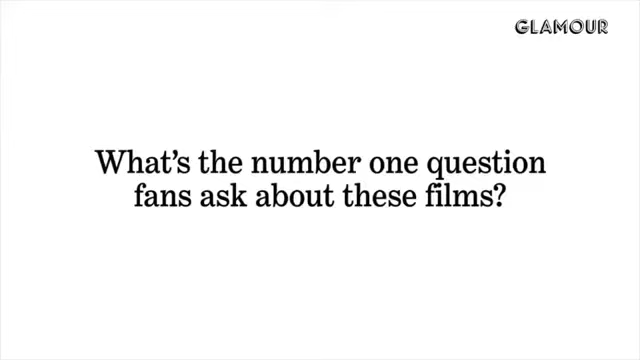 GLAMOUR
What's the number one question
fans ask about these films?